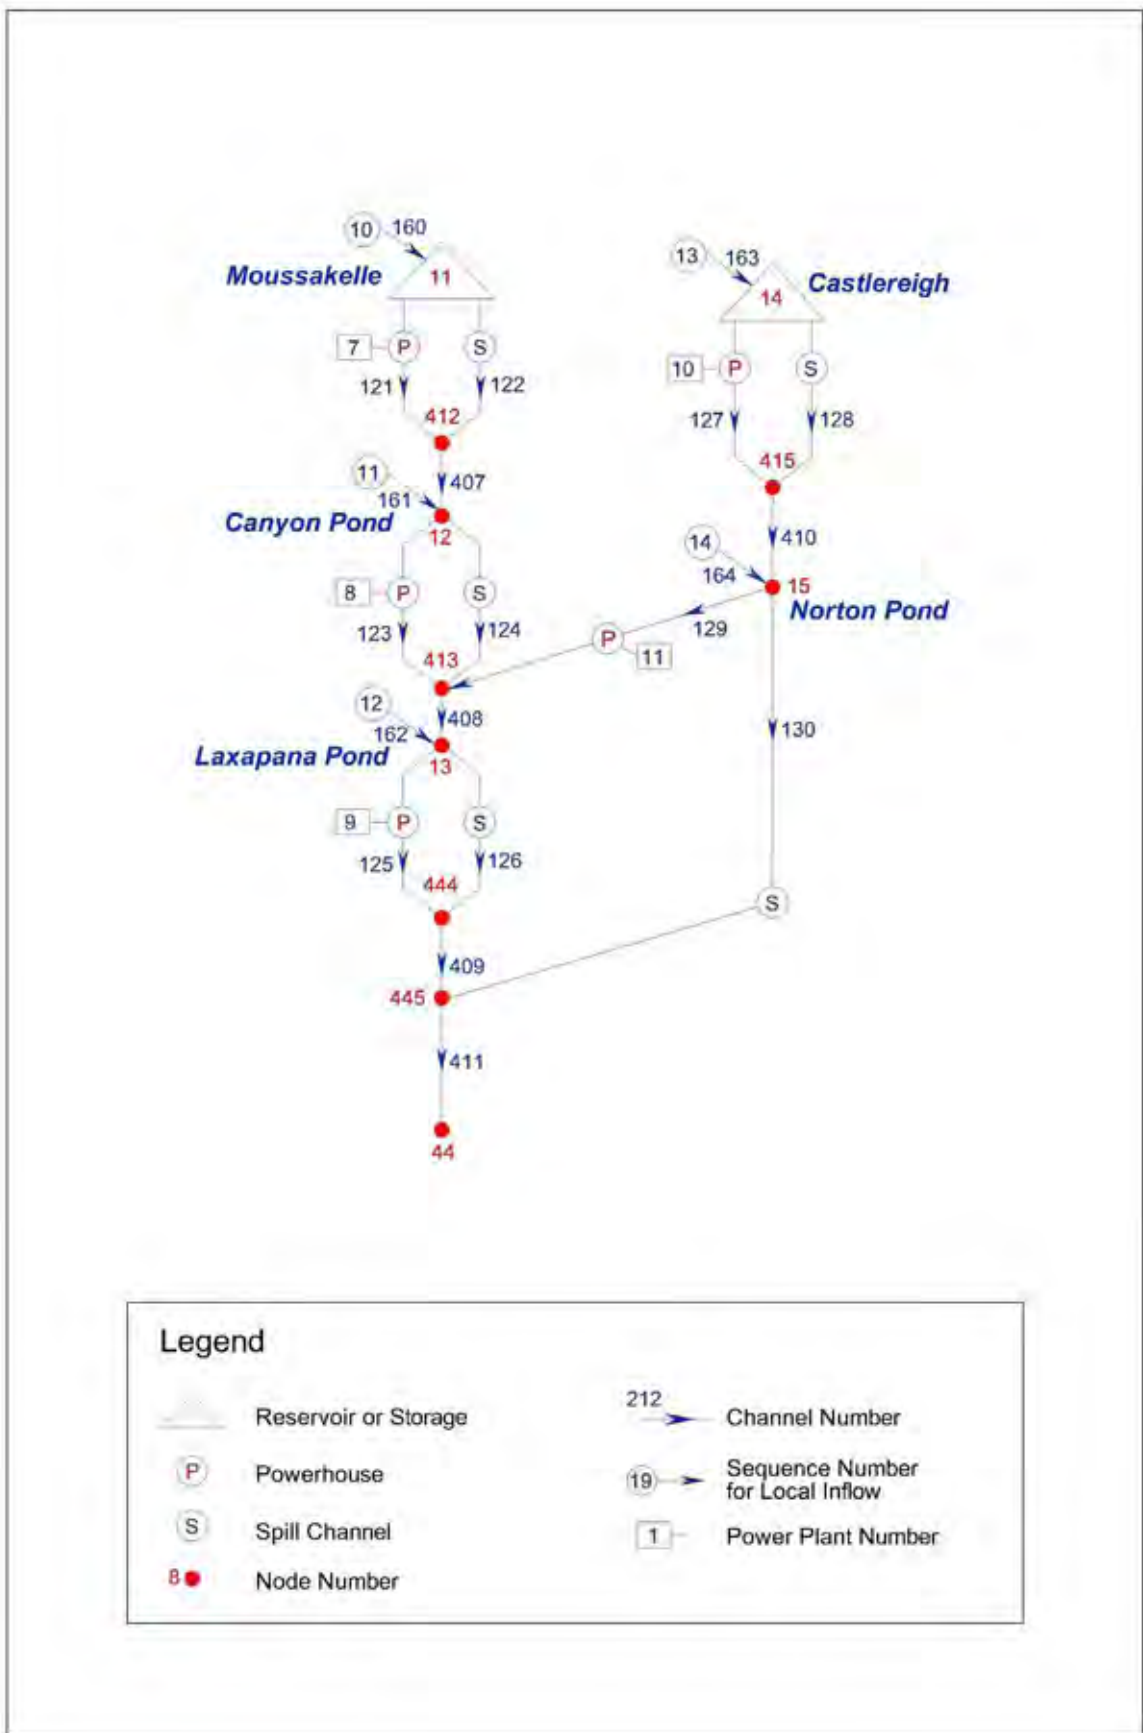 10 160
13 163
Moussakelle 11
14 Castlereigh
7 P S
10 P S
121 122
412
127 128
11 407
415
161
Canyon Pond 12
14 410
164 15
Norton Pond
8 P S
123 124
129
P 11
413
12 408
162
130
Laxapana Pond 13
9 P S
125 126
444
S
409
445
411
44
Legend
Reservoir or Storage
P Powerhouse
S Spill Channel
8 Node Number
212 Channel Number
19 Sequence Number
for Local Inflow
1 Power Plant Number